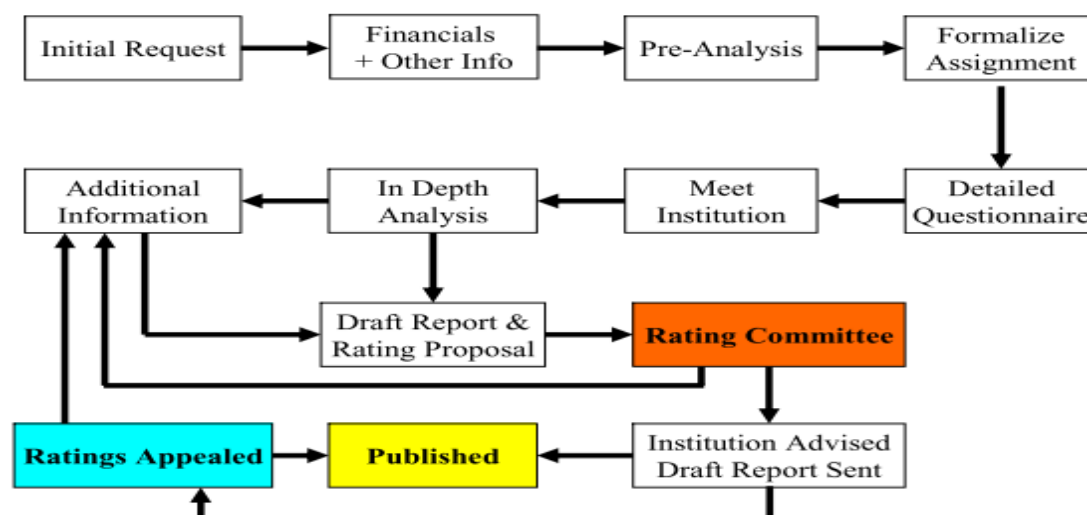 Initial Request
Financials
+ Other Info
Pre-Analysis
Formalize
Assignment
Additional
Information
In Depth
Analysis
Meet
Institution
Detailed
Questionnaire
Draft Report &
Rating Proposal
Rating Committee
Ratings Appealed
Published
Institution Advised
Draft Report Sent